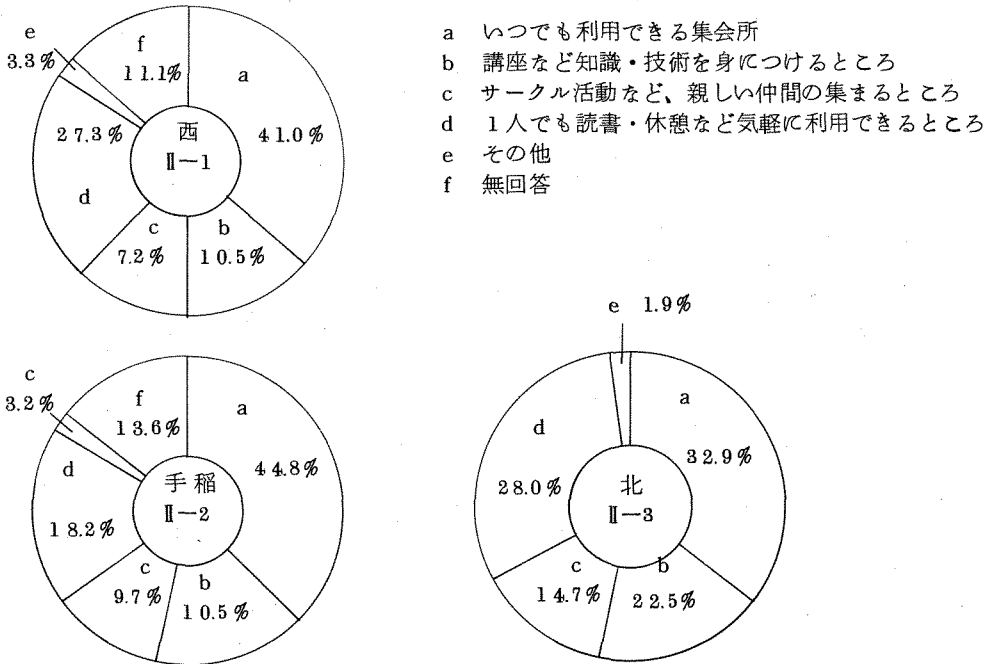 e
3.3%
f
11.1%
a
41.0%
27.3%
d
西
Ⅱ-1
c
7.2%
b
10.5%
a いつでも利用できる集会所
b 講座など知識・技術を身につけるところ
c サークル活動など、親しい仲間の集まるところ
d 1人でも読書・休憩など気軽に利用できるところ
e その他
f 無回答
c
3.2%
f
13.6%
a
44.8%
d
18.2%
手稲
Ⅱ-2
c
9.7%
b
10.5%
e 1.9%
a
32.9%
d
28.0%
北
Ⅱ-3
c
14.7%
b
22.5%